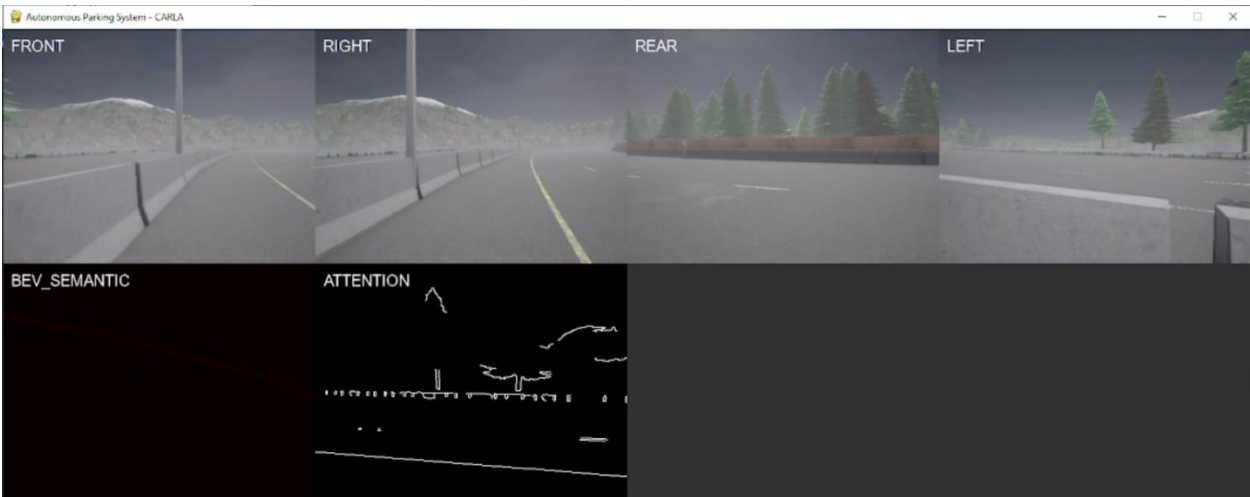 Autonomous Parking System - CARLA
FRONT
RIGHT
REAR
LEFT
BEV_SEMANTIC
ATTENTION